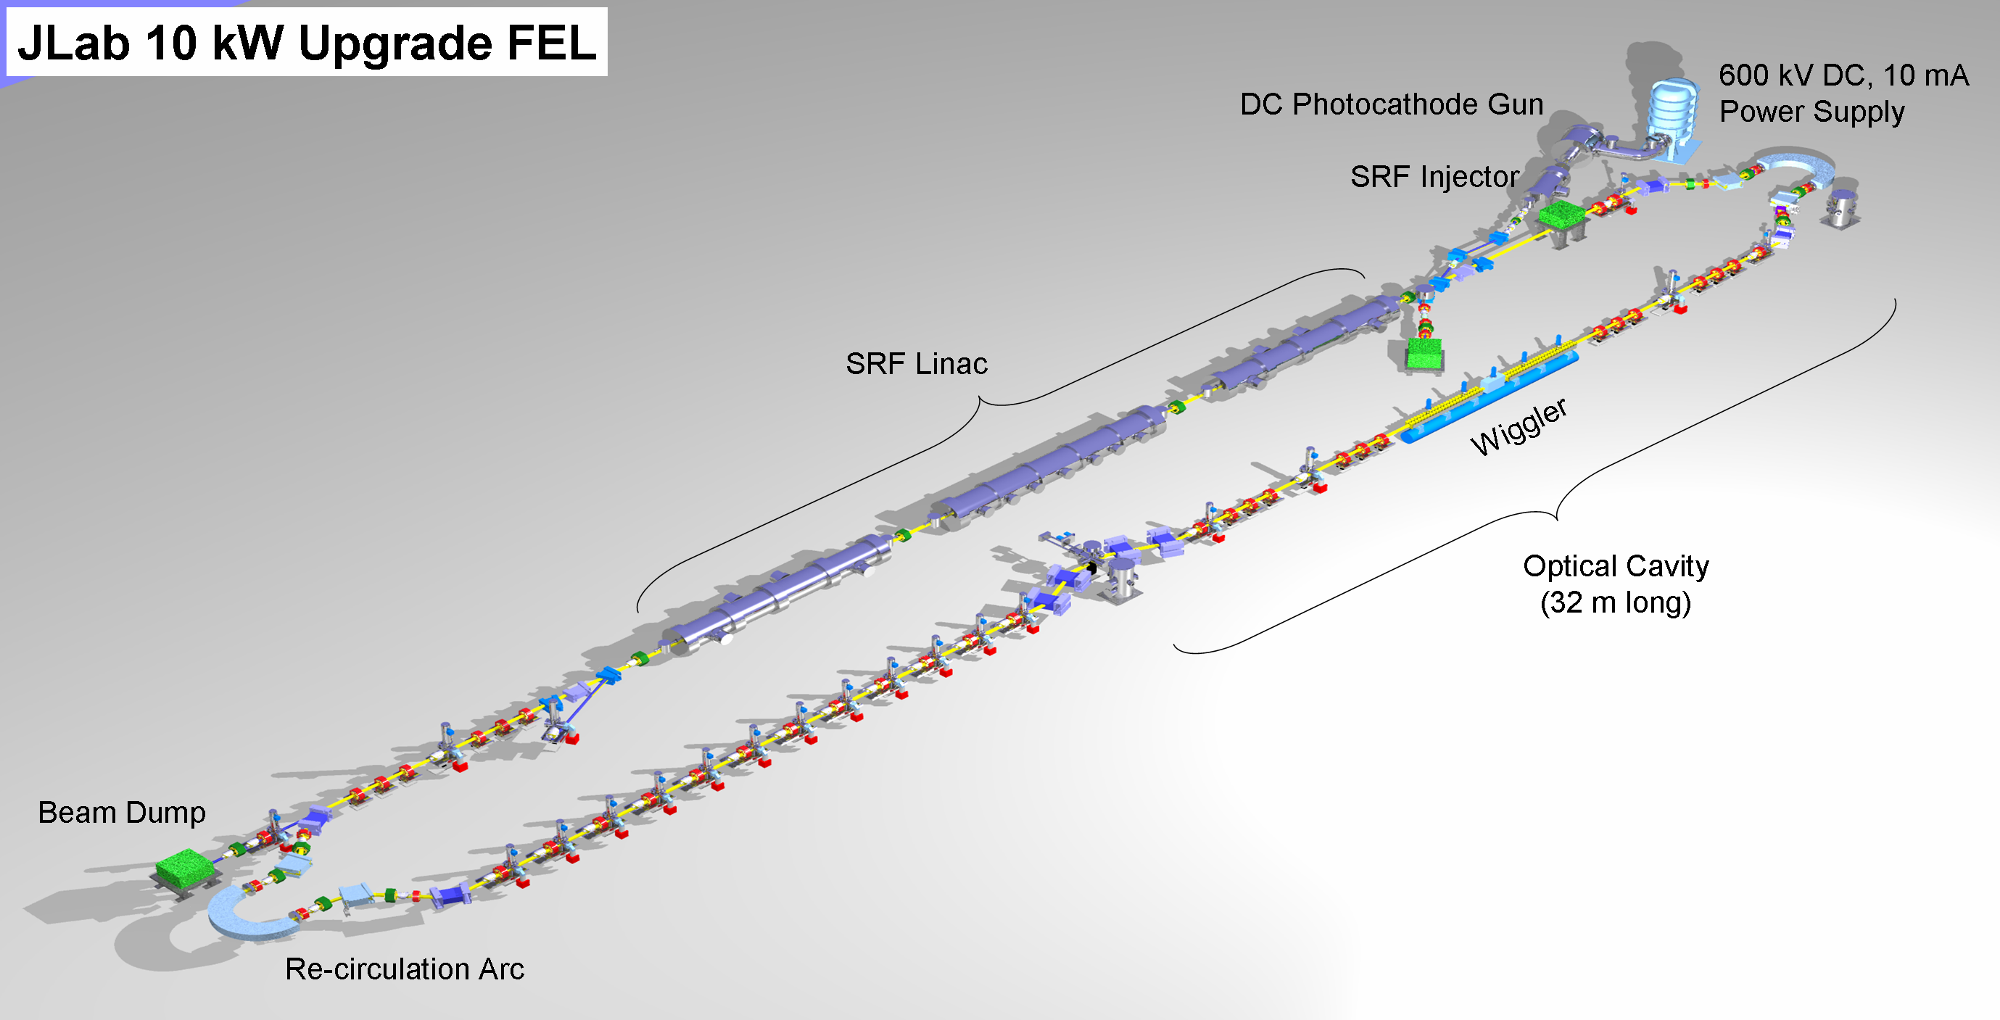 JLab 10 kW Upgrade FEL
600 kV DC, 10 mA
Power Supply
DC Photocathode Gun
SRF Injector
SRF Linac
Wiggler
Optical Cavity
(32 m long)
Beam Dump
Re-circulation Arc